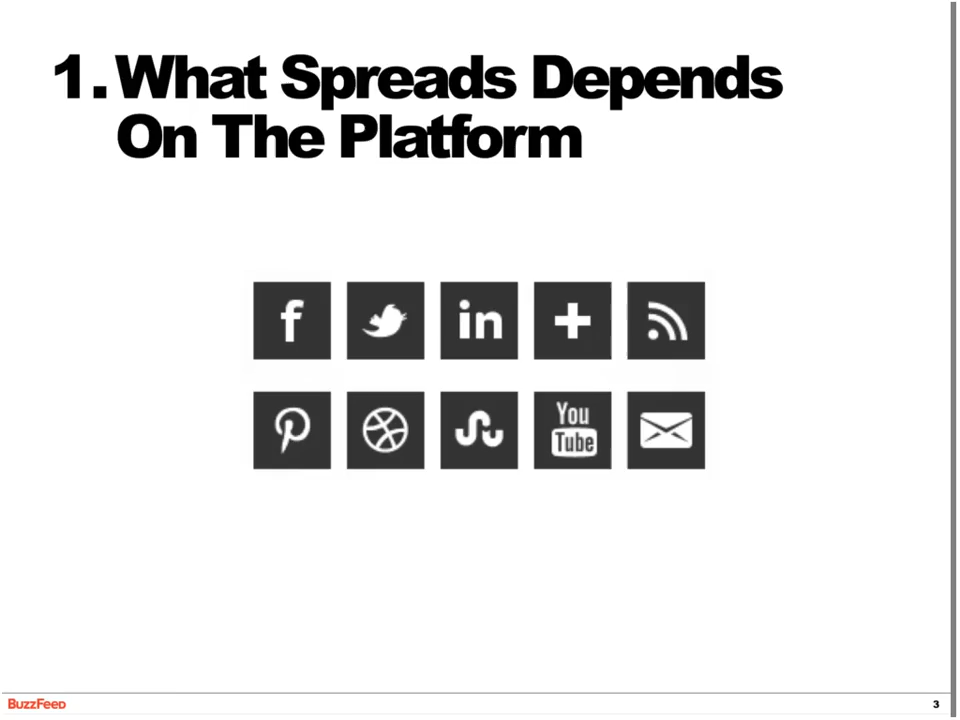 1. What Spreads Depends
On The Platform
f
in
You
Tube
BuzzFeed
3